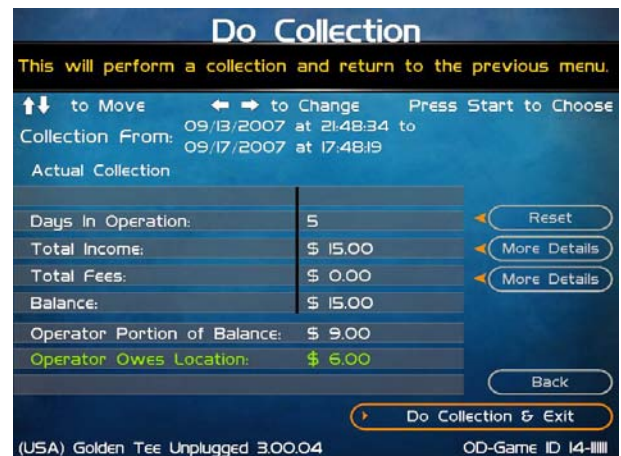 Do Collection
This will perform a collection and return to the previous menu.
to Move to Change Press Start to Choose
Collection From: 09/13/2007 at 21:48:34 to
09/17/2007 at 17:48:19
Actual Collection
Days In Operation: 5 Reset
Total Income: $ 15.00 More Details
Total Fees: $ 0.00 More Details
Balance: $ 15.00
Operator Portion of Balance: $ 9.00
Operator Owes Location: $ 6.00
Back
Do Collection & Exit
(USA) Golden Tee Unplugged 3.00.04 OD-Game ID 14-111111